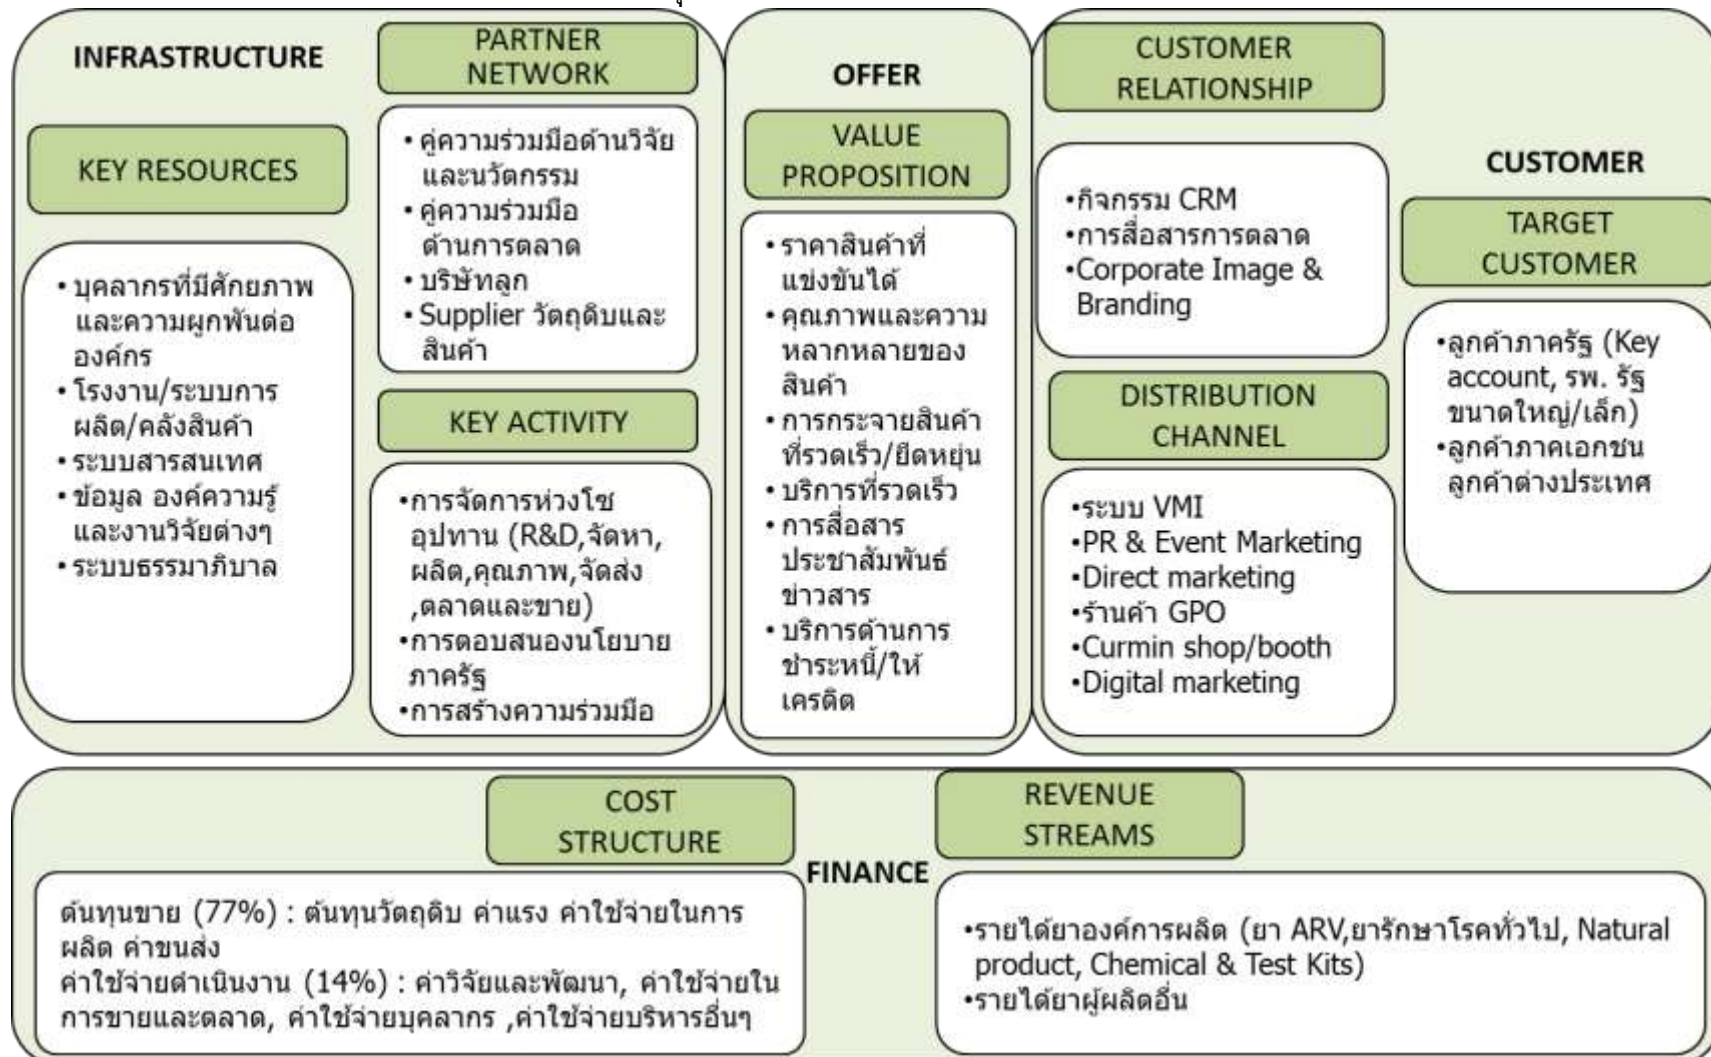 INFRASTRUCTURE
KEY RESOURCES
• บุคลากรที่มีศักยภาพ
และความผูกพันต่อ
องค์กร
• โรงงาน/ระบบการ
ผลิต/คลังสินค้า
• ระบบสารสนเทศ
• ข้อมูล องค์ความรู้
และงานวิจัยต่างๆ
• ระบบธรรมาภิบาล
PARTNER
NETWORK
• คู่ความร่วมมือด้านวิจัย
และนวัตกรรม
• คู่ความร่วมมือ
ด้านการตลาด
• บริษัทลูก
• Supplier วัตถุดิบและ
สินค้า
KEY ACTIVITY
•การจัดการห่วงโซ่
อุปทาน (R&D,จัดหา,
ผลิต,คุณภาพ,จัดส่ง
,ตลาดและขาย)
•การตอบสนองนโยบาย
ภาครัฐ
•การสร้างความร่วมมือ
OFFER
VALUE
PROPOSITION
• ราคาสินค้าที่
แข่งขันได้
• คุณภาพและความ
หลากหลายของ
สินค้า
• การกระจายสินค้า
ที่รวดเร็ว/ยืดหยุ่น
• บริการที่รวดเร็ว
• การสื่อสาร
ประชาสัมพันธ์
ข่าวสาร
• บริการด้านการ
ชำระหนี้/ให้
เครดิต
CUSTOMER
RELATIONSHIP
•กิจกรรม CRM
•การสื่อสารการตลาด
•Corporate Image &
Branding
DISTRIBUTION
CHANNEL
•ระบบ VMI
•PR & Event Marketing
•Direct marketing
•ร้านค้า GPO
•Curmin shop/booth
•Digital marketing
CUSTOMER
TARGET
CUSTOMER
•ลูกค้าภาครัฐ (Key
account, รพ. รัฐ
ขนาดใหญ่/เล็ก)
•ลูกค้าภาคเอกชน
ลูกค้าต่างประเทศ
FINANCE
COST
STRUCTURE
ต้นทุนขาย (77%) : ต้นทุนวัตถุดิบ ค่าแรง ค่าใช้จ่ายในการ
ผลิต ค่าขนส่ง
ค่าใช้จ่ายดำเนินงาน (14%) : ค่าวิจัยและพัฒนา, ค่าใช้จ่ายใน
การขายและตลาด, ค่าใช้จ่ายบุคลากร ,ค่าใช้จ่ายบริหารอื่นๆ
REVENUE
STREAMS
•รายได้ยาองค์การผลิต (ยา ARV,ยารักษาโรคทั่วไป, Natural
product, Chemical & Test Kits)
•รายได้ยาผู้ผลิตอื่น